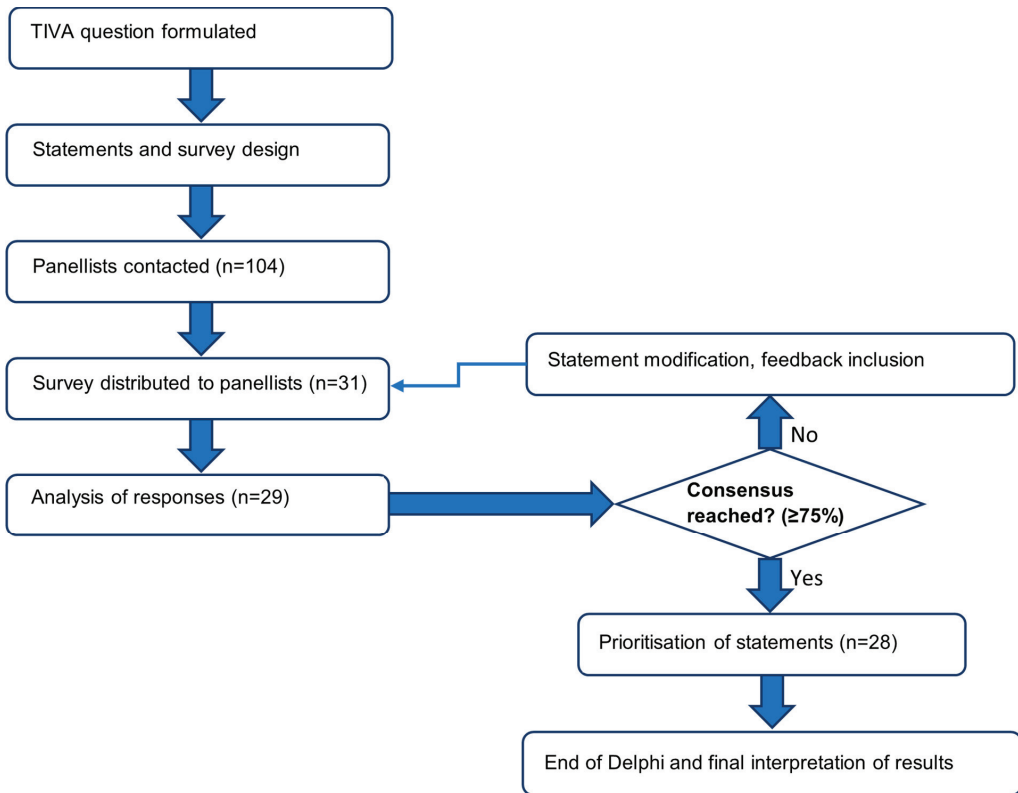 TIVA question formulated
Statements and survey design
Panellists contacted (n=104)
Survey distributed to panellists (n=31)
Analysis of responses (n=29)
Statement modification, feedback inclusion
No
Consensus
reached? (≥75%)
Yes
Prioritisation of statements (n=28)
End of Delphi and final interpretation of results